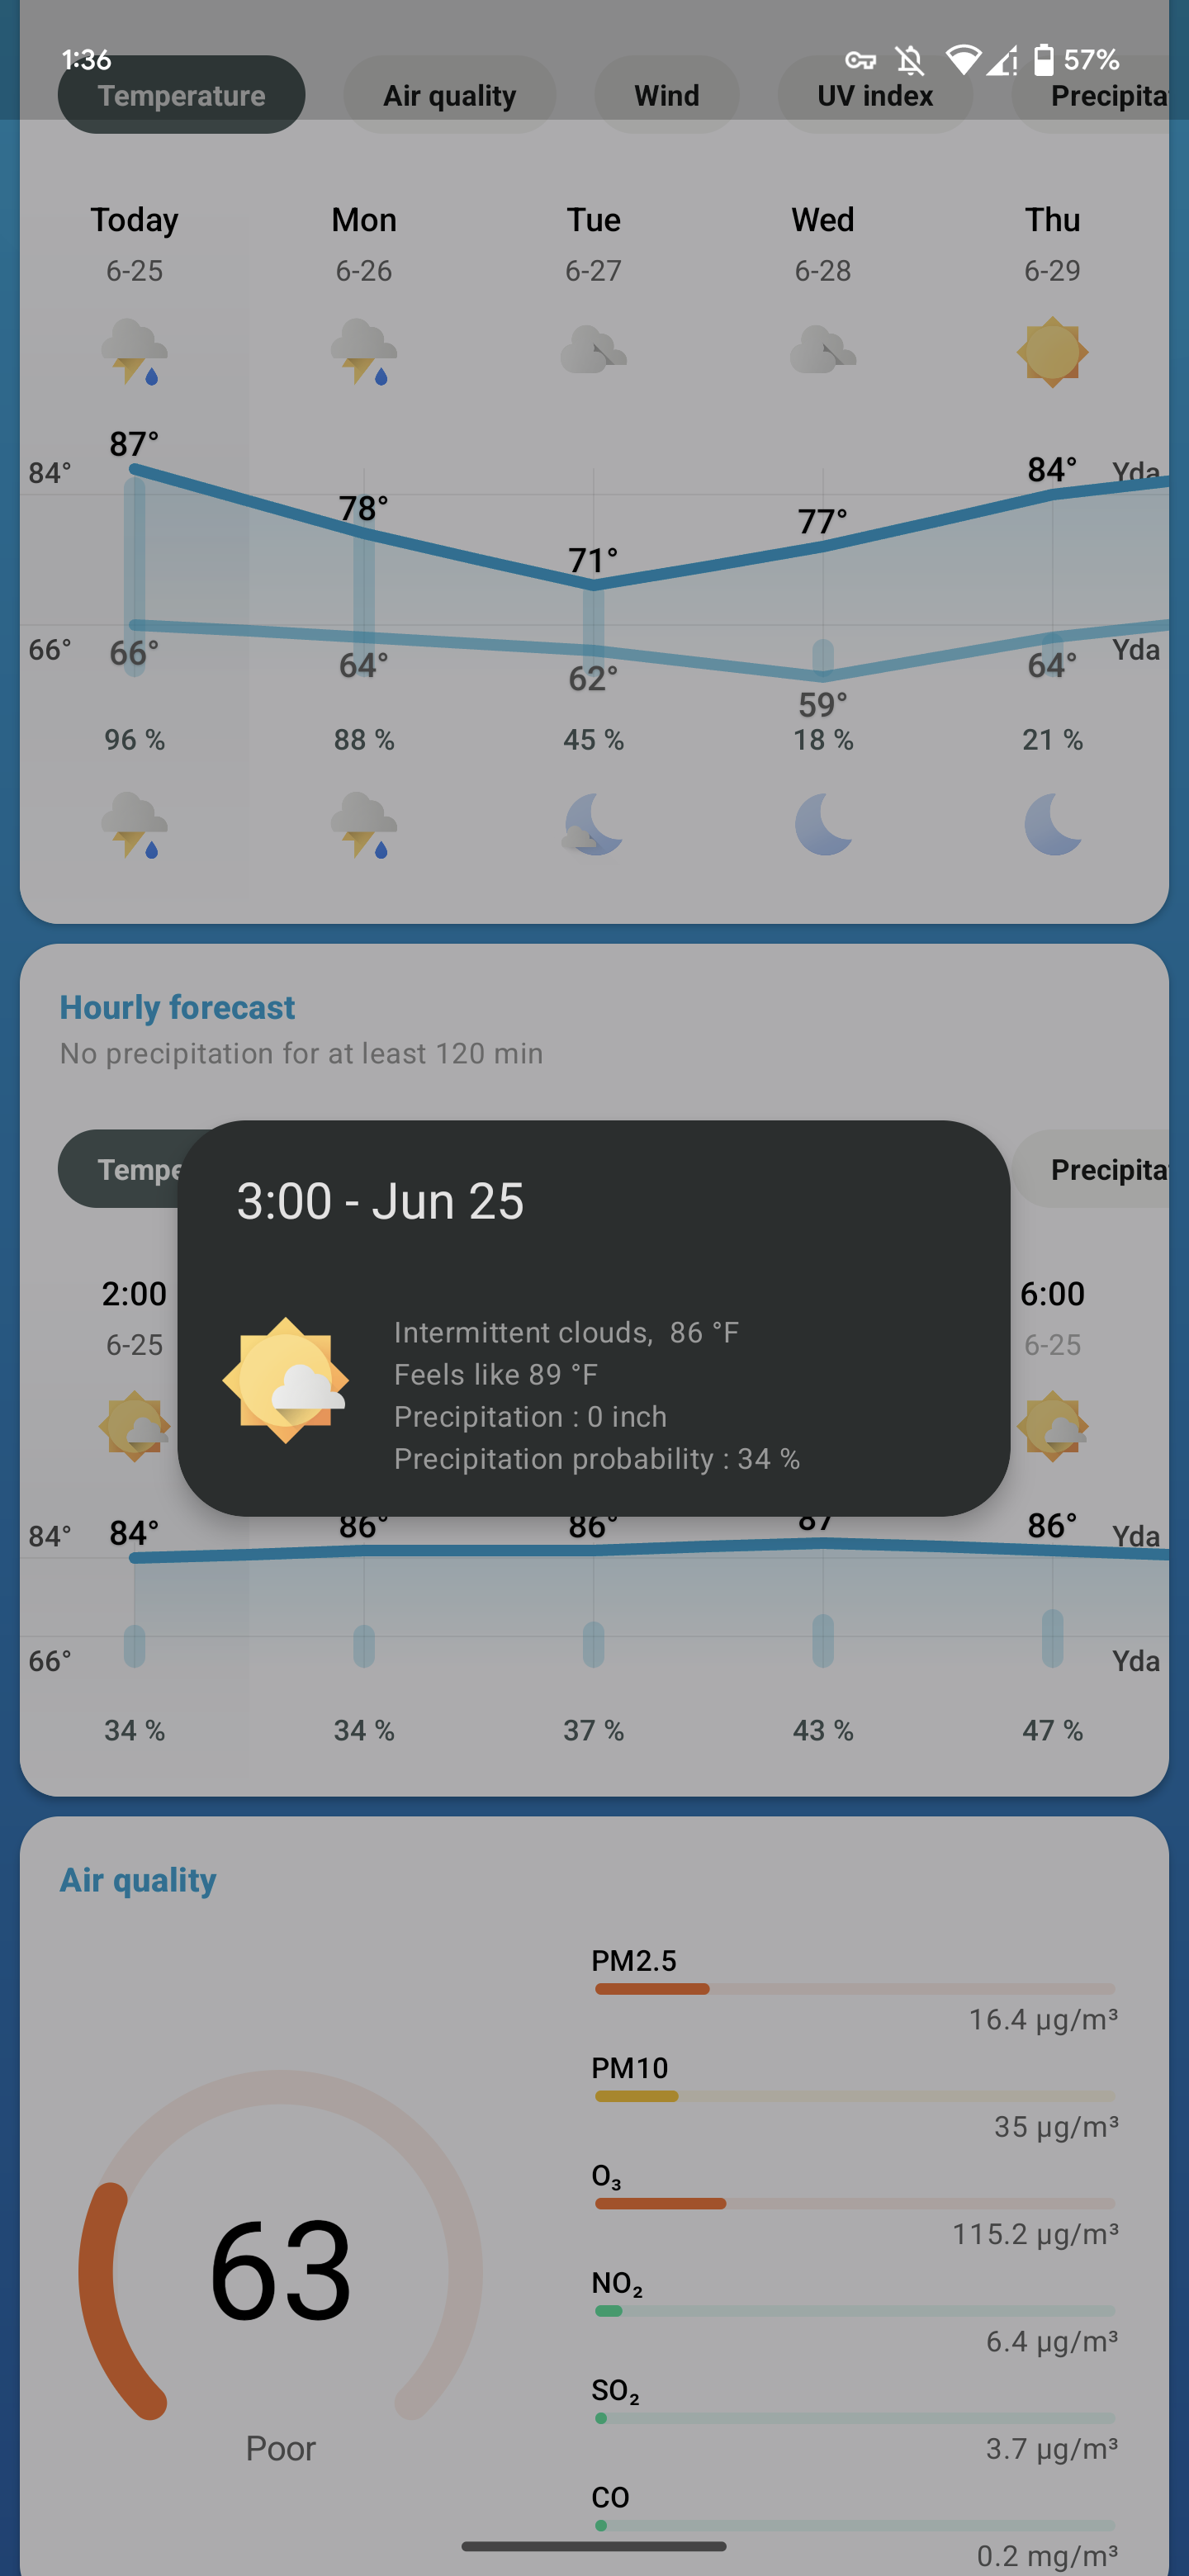 1:36
57%
Temperature Air quality Wind UV index Precipita
Today Mon Tue Wed Thu
6-25 6-26 6-27 6-28 6-29
87°
84° 78° 71° 77° 84° Yda
66° 66° 64° 62° 59° 64° Yda
96 % 88 % 45 % 18 % 21 %
Hourly forecast
No precipitation for at least 120 min
Tempe Precipita
3:00 - Jun 25
2:00 6:00
6-25 6-25
Intermittent clouds, 86 °F
Feels like 89 °F
Precipitation : 0 inch
Precipitation probability : 34 %
84° 84° 86° 86° 87 86° Yda
66° Yda
34 % 34 % 37 % 43 % 47 %
Air quality
63
Poor
PM2.5
16.4 µg/m³
PM10
35 µg/m³
O₃
115.2 µg/m³
NO₂
6.4 µg/m³
SO₂
3.7 µg/m³
CO
0.2 mg/m³